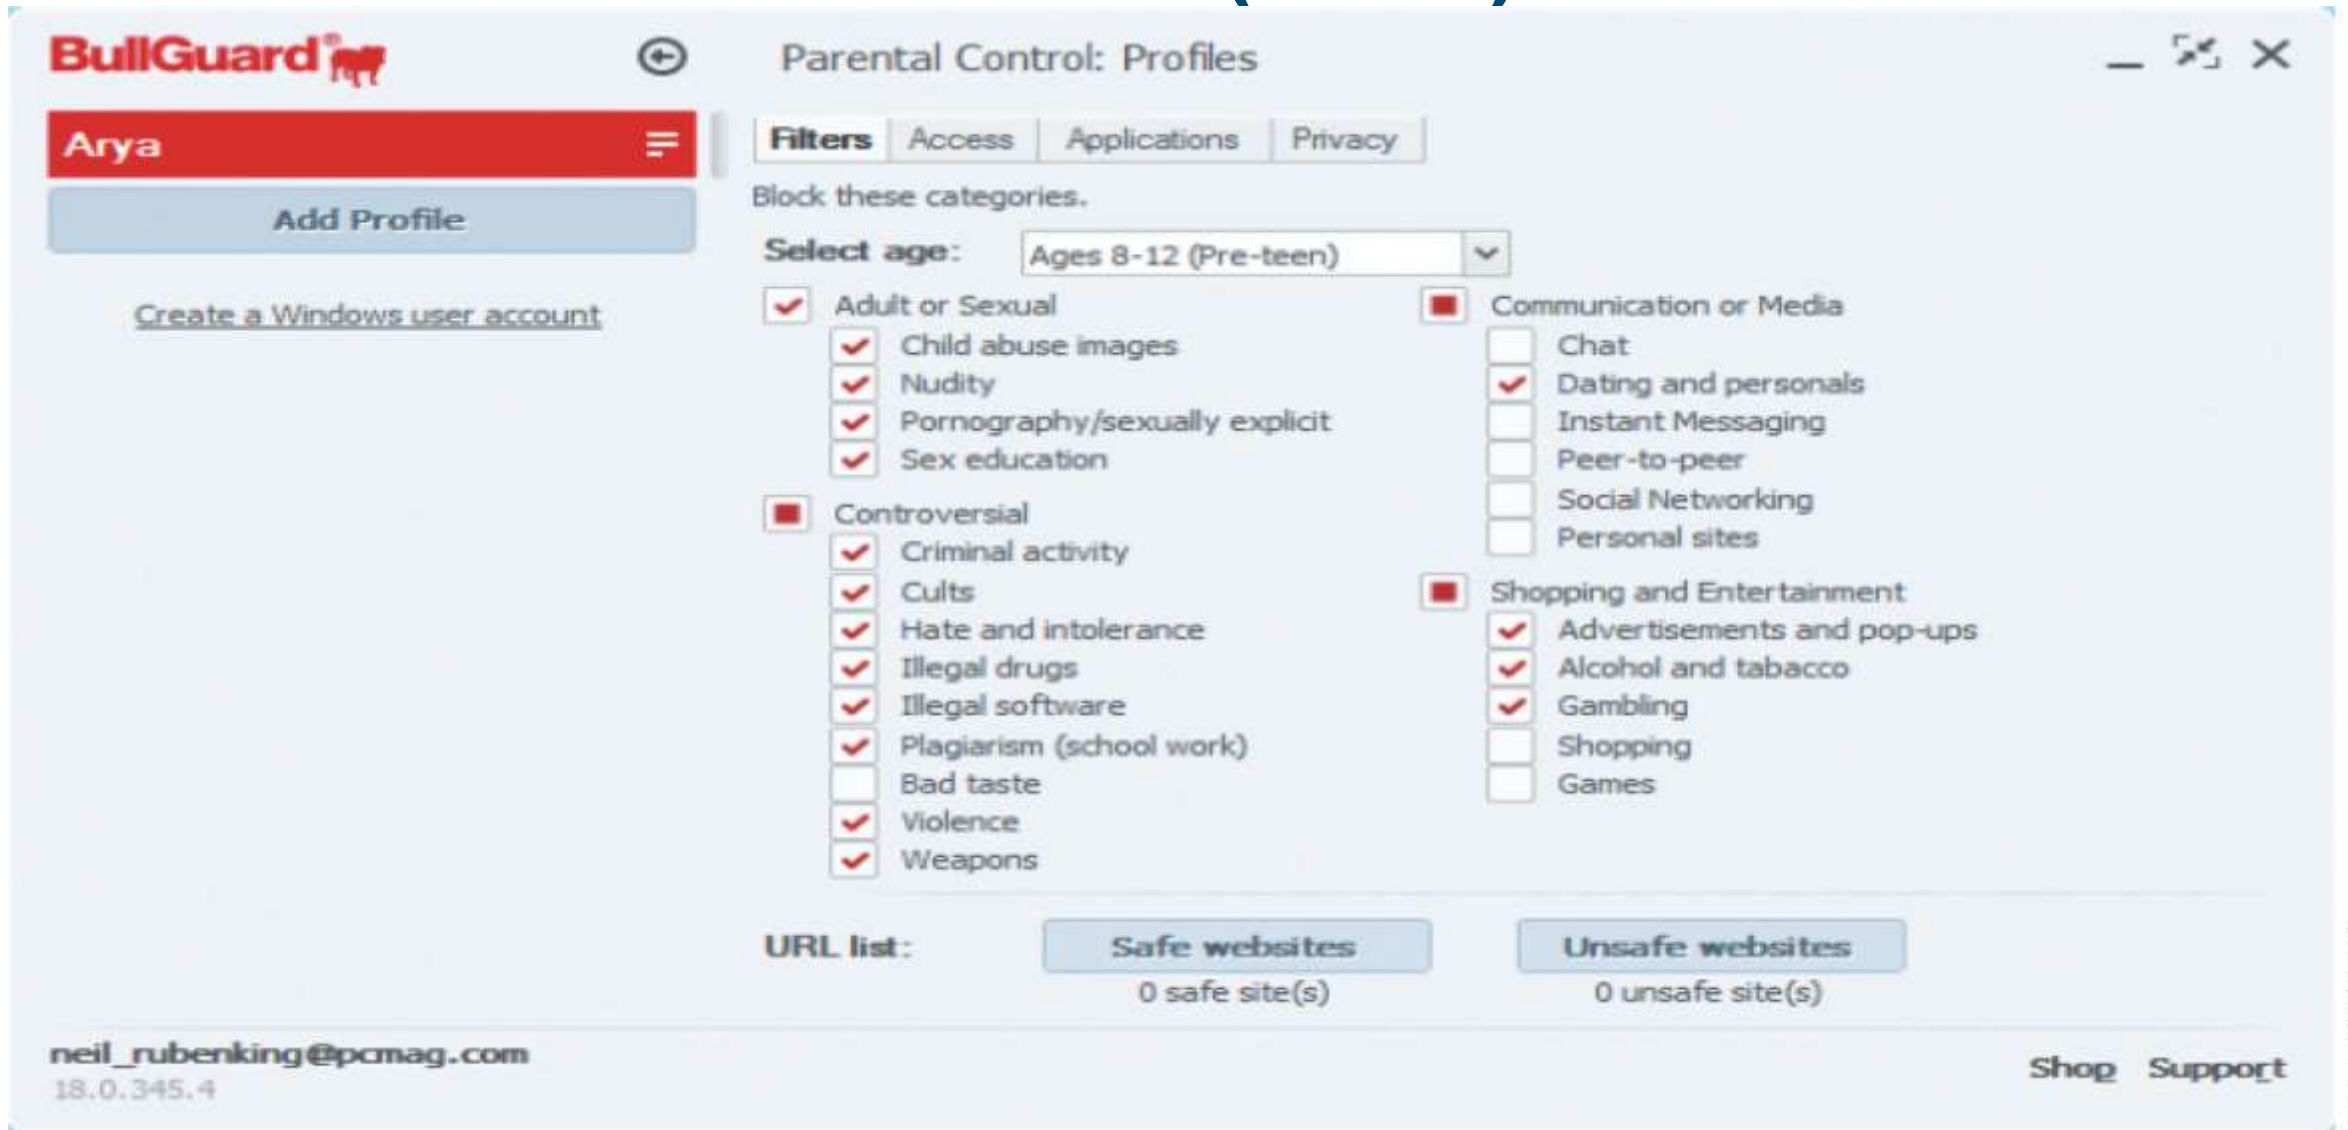 BullGuard®
Parental Control: Profiles
Arya
Add Profile
Create a Windows user account
Filters Access Applications Privacy
Block these categories.
Select age: Ages 8-12 (Pre-teen)
Adult or Sexual
Child abuse images
Nudity
Pornography/sexually explicit
Sex education
Controversial
Criminal activity
Cults
Hate and intolerance
Illegal drugs
Illegal software
Plagiarism (school work)
Bad taste
Violence
Weapons
Communication or Media
Chat
Dating and personals
Instant Messaging
Peer-to-peer
Social Networking
Personal sites
Shopping and Entertainment
Advertisements and pop-ups
Alcohol and tabacco
Gambling
Shopping
Games
URL list: Safe websites Unsafe websites
0 safe site(s) 0 unsafe site(s)
neil_rubenking@pcmag.com
18.0.345.4
Shop Support